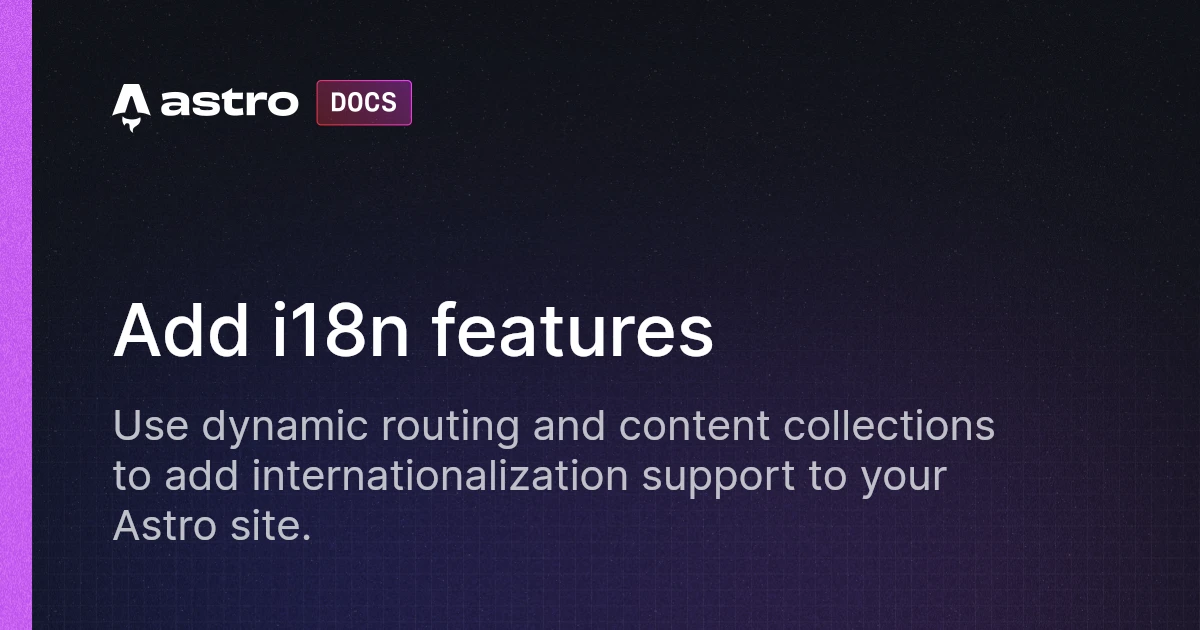 astro DOCS
Add i18n features
Use dynamic routing and content collections
to add internationalization support to your
Astro site.